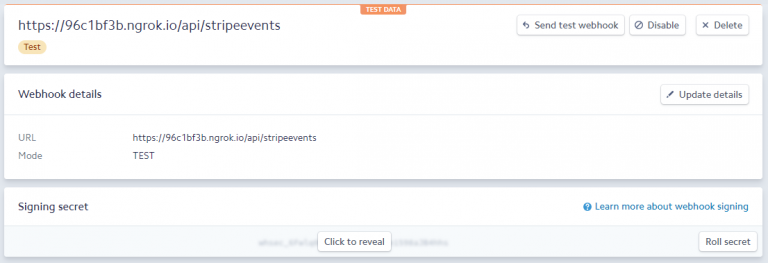 TEST DATA
https://96c1bf3b.ngrok.io/api/stripeevents
Send test webhook
Disable
Delete
Test
Webhook details
Update details
URL https://96c1bf3b.ngrok.io/api/stripeevents
Mode TEST
Signing secret
Learn more about webhook signing
Click to reveal
Roll secret